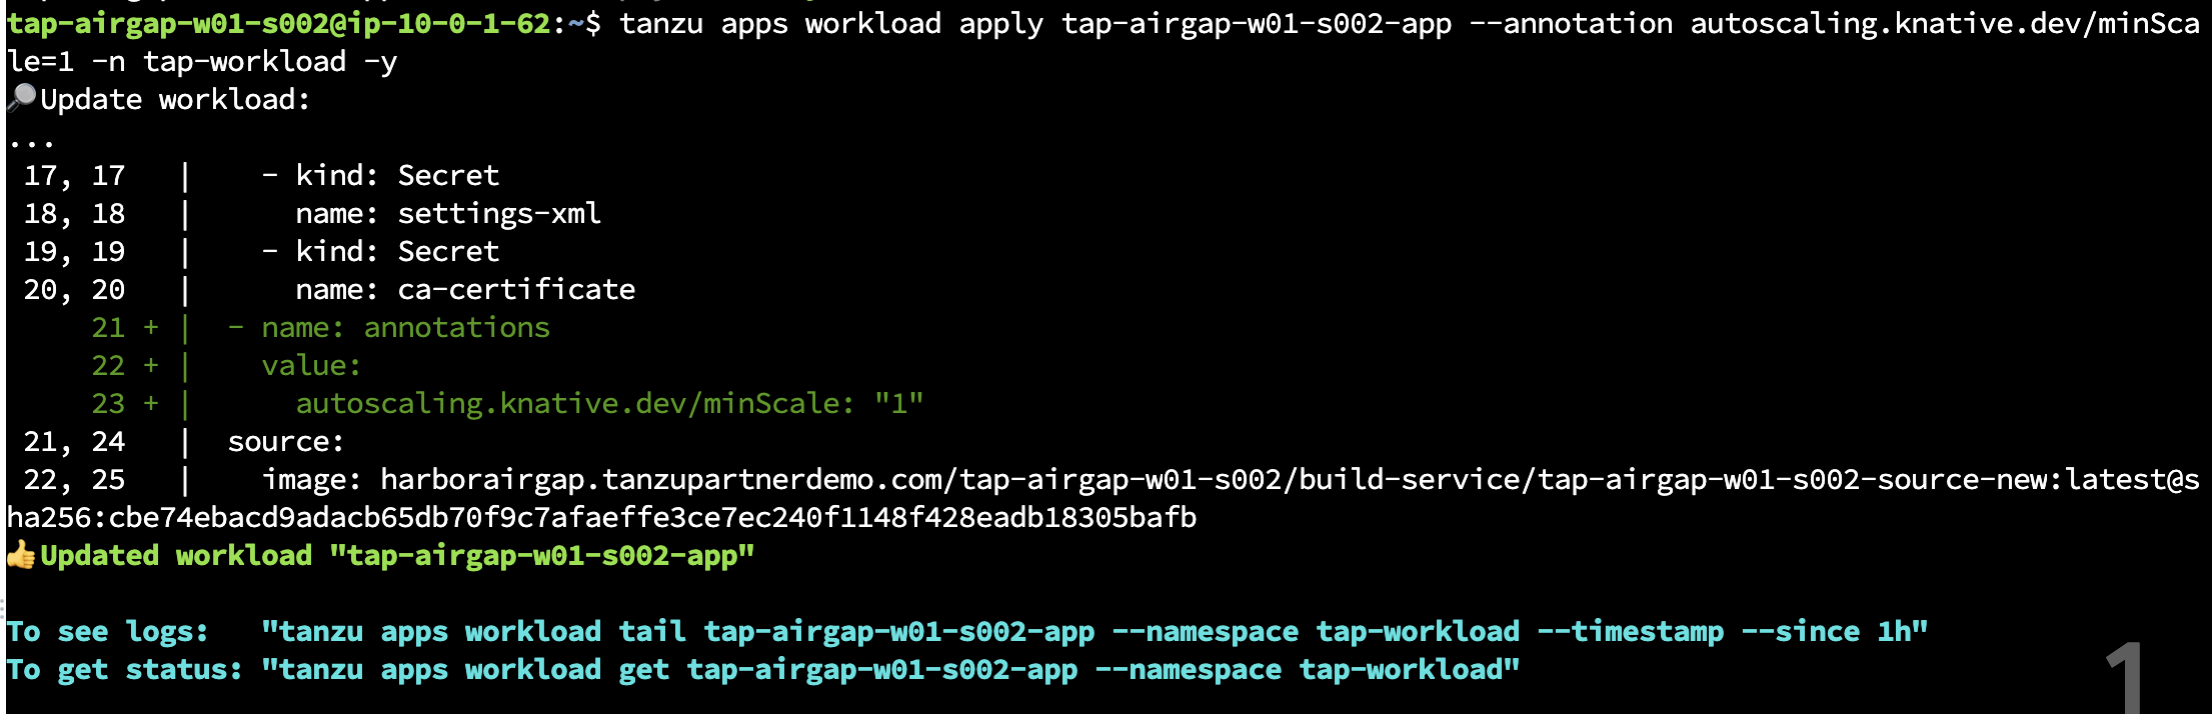 tap-airgap-w01-s002@ip-10-0-1-62:~$ tanzu apps workload apply tap-airgap-w01-s002-app --annotation autoscaling.knative.dev/minSca
le=1 -n tap-workload -y
🔎Update workload:
...
17, 17   |    - kind: Secret
18, 18   |      name: settings-xml
19, 19   |    - kind: Secret
20, 20   |      name: ca-certificate
    21 + |  - name: annotations
    22 + |    value:
    23 + |      autoscaling.knative.dev/minScale: "1"
21, 24   |  source:
22, 25   |    image: harborairgap.tanzupartnerdemo.com/tap-airgap-w01-s002/build-service/tap-airgap-w01-s002-source-new:latest@s
ha256:cbe74ebacd9adacb65db70f9c7afaeffe3ce7ec240f1148f428eadb18305bafb
👍Updated workload "tap-airgap-w01-s002-app"
To see logs:   "tanzu apps workload tail tap-airgap-w01-s002-app --namespace tap-workload --timestamp --since 1h"
To get status: "tanzu apps workload get tap-airgap-w01-s002-app --namespace tap-workload"
1